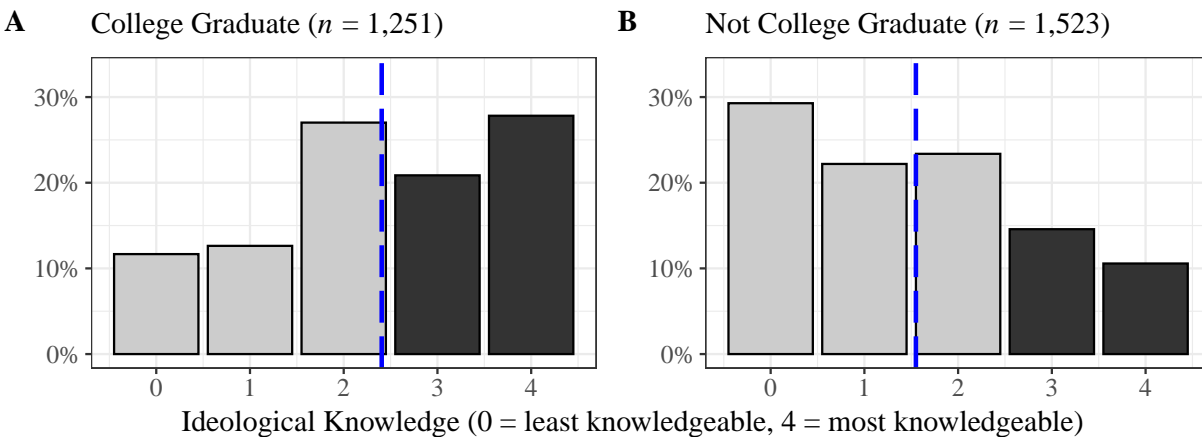 A College Graduate (n = 1,251)
B Not College Graduate (n = 1,523)
30%
20%
10%
0%
0 1 2 3 4
30%
20%
10%
0%
0 1 2 3 4
Ideological Knowledge (0 = least knowledgeable, 4 = most knowledgeable)